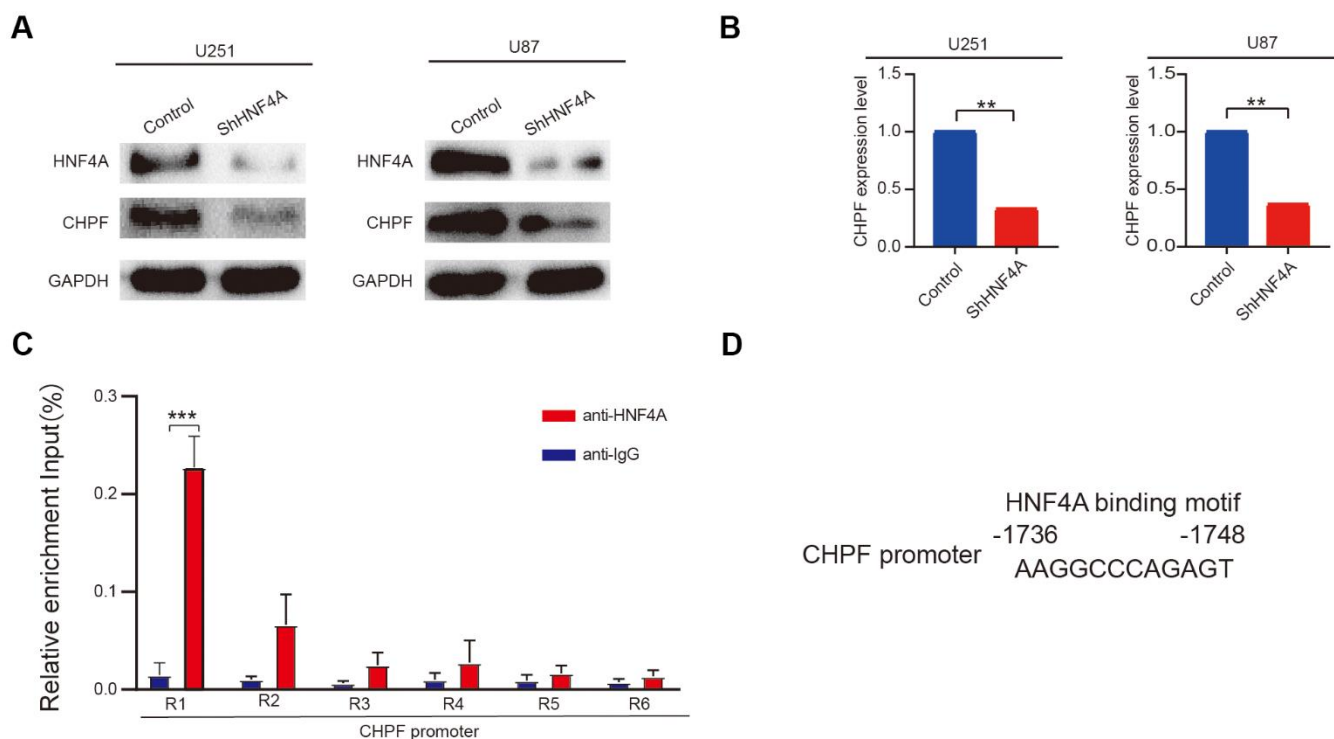 A
U251
U87
Control
ShHNF4A
Control
ShHNF4A
HNF4A
CHPF
GAPDH
HNF4A
CHPF
GAPDH
B
U251
CHPF expression level
1.5
1.0
0.5
0.0
**
Control
ShHNF4A
U87
CHPF expression level
1.5
1.0
0.5
0.0
**
Control
ShHNF4A
C
Relative enrichment Input(%)
0.3
0.2
0.1
0.0
***
anti-HNF4A
anti-IgG
R1
R2
R3
R4
R5
R6
CHPF promoter
D
HNF4A binding motif
-1736 -1748
CHPF promoter
AAGGCCCAGAGT